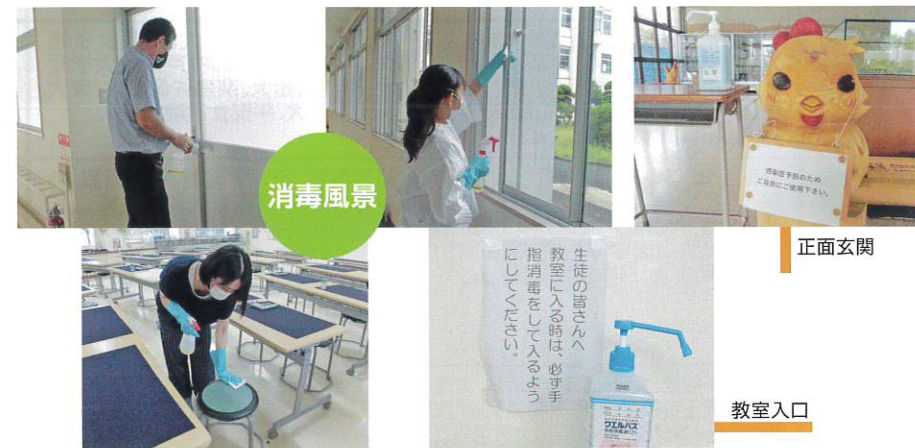 消毒風景
感染症予防のため
ご自由にご使用下さい。
正面玄関
生徒の皆さんへ
教室に入る時は、必ず手
指消毒をして入るよう
にしてください。
ウエルパス
教室入口